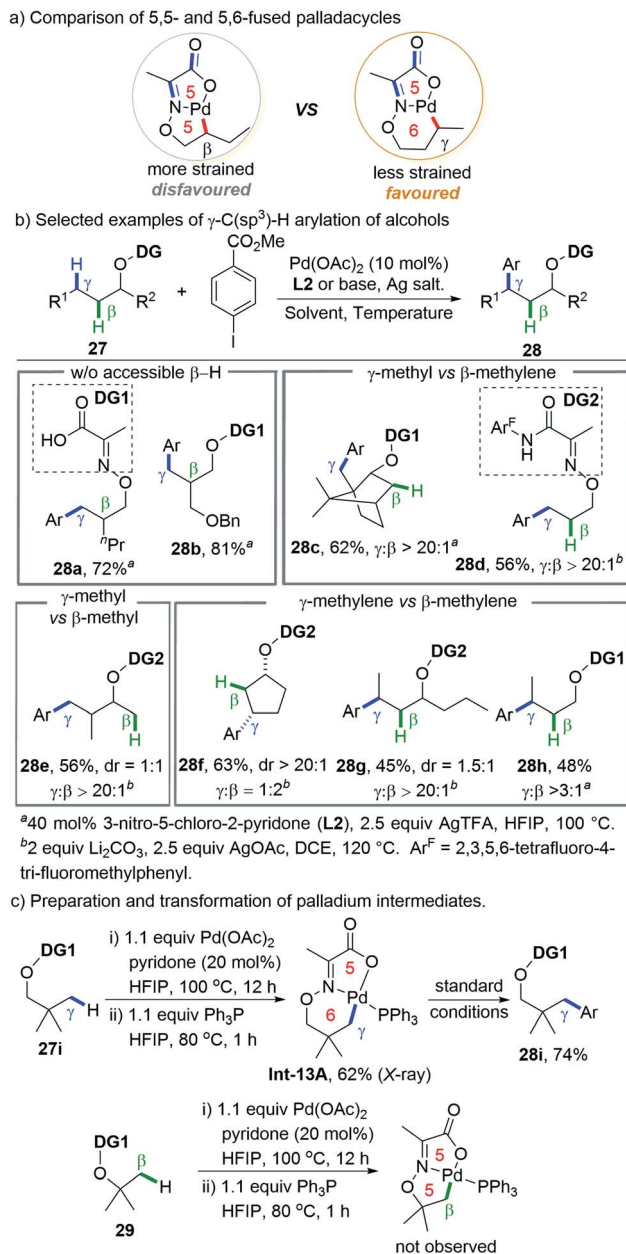 a) Comparison of 5,5- and 5,6-fused palladacycles
O
O
5
N
Pd
5
O
β
more strained
disfavoured
vs
O
O
5
N
Pd
6
O
γ
less strained
favoured
b) Selected examples of γ-C(sp³)-H arylation of alcohols
H
γ
O
DG
R¹
R²
H
β
27
+
CO₂Me
I
Pd(OAc)₂ (10 mol%)
L2 or base, Ag salt.
Solvent, Temperature
Ar
γ
O
DG
R¹
R²
H
β
28
w/o accessible β–H
DG1
O
HO
N
O
Ar
γ
β
ⁿPr
28a, 72%ᵃ
Ar
O
DG1
γ
β
OBn
28b, 81%ᵃ
γ-methyl vs β-methylene
DG1
Ar
O
γ
β
H
28c, 62%, γ:β > 20:1ᵃ
DG2
O
Arᶠ
N
H
N
O
Ar
γ
β
H
28d, 56%, γ:β > 20:1ᵇ
γ-methyl
vs β-methyl
DG2
O
Ar
γ
β
H
28e, 56%, dr = 1:1
γ:β > 20:1ᵇ
γ-methylene vs β-methylene
DG2
O
H
β
γ
Ar
28f, 63%, dr > 20:1
γ:β = 1:2ᵇ
DG2
O
Ar
γ
β
H
28g, 45%, dr = 1.5:1
γ:β > 20:1ᵇ
DG1
O
Ar
γ
β
H
28h, 48%
γ:β >3:1ᵃ
ᵃ40 mol% 3-nitro-5-chloro-2-pyridone (L2), 2.5 equiv AgTFA, HFIP, 100 °C.
ᵇ2 equiv Li₂CO₃, 2.5 equiv AgOAc, DCE, 120 °C. Arᶠ = 2,3,5,6-tetrafluoro-4-
tri-fluoromethylphenyl.
c) Preparation and transformation of palladium intermediates.
DG1
O
γ
H
27i
i) 1.1 equiv Pd(OAc)₂
pyridone (20 mol%)
HFIP, 100 °C, 12 h
ii) 1.1 equiv Ph₃P
HFIP, 80 °C, 1 h
O
O
5
N
Pd
O
6
PPh₃
γ
Int-13A, 62% (X-ray)
standard
conditions
DG1
O
γ
Ar
28i, 74%
DG1
O
β
H
29
i) 1.1 equiv Pd(OAc)₂
pyridone (20 mol%)
HFIP, 100 °C, 12 h
ii) 1.1 equiv Ph₃P
HFIP, 80 °C, 1 h
O
O
5
N
Pd
5
O
PPh₃
β
not observed